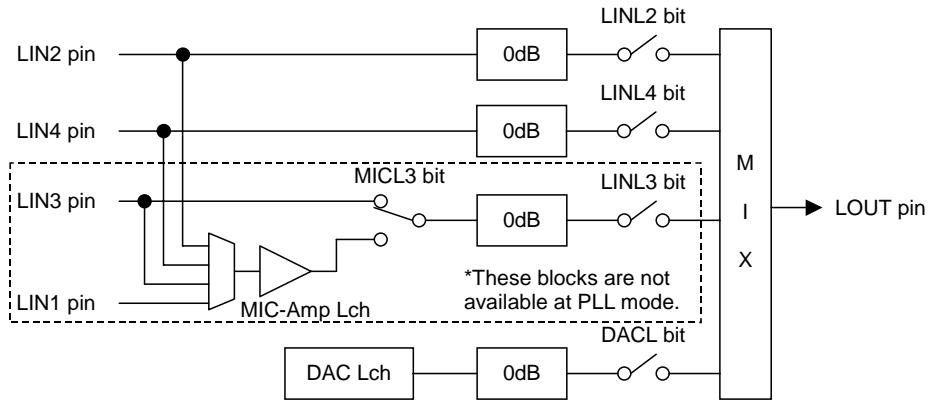 LINL2 bit
LIN2 pin
0dB
LINL4 bit
LIN4 pin
0dB
M
I
X
MICL3 bit
LINL3 bit
LIN3 pin
0dB
LOUT pin
*These blocks are not
available at PLL mode.
LIN1 pin
MIC-Amp Lch
DACL bit
DAC Lch
0dB